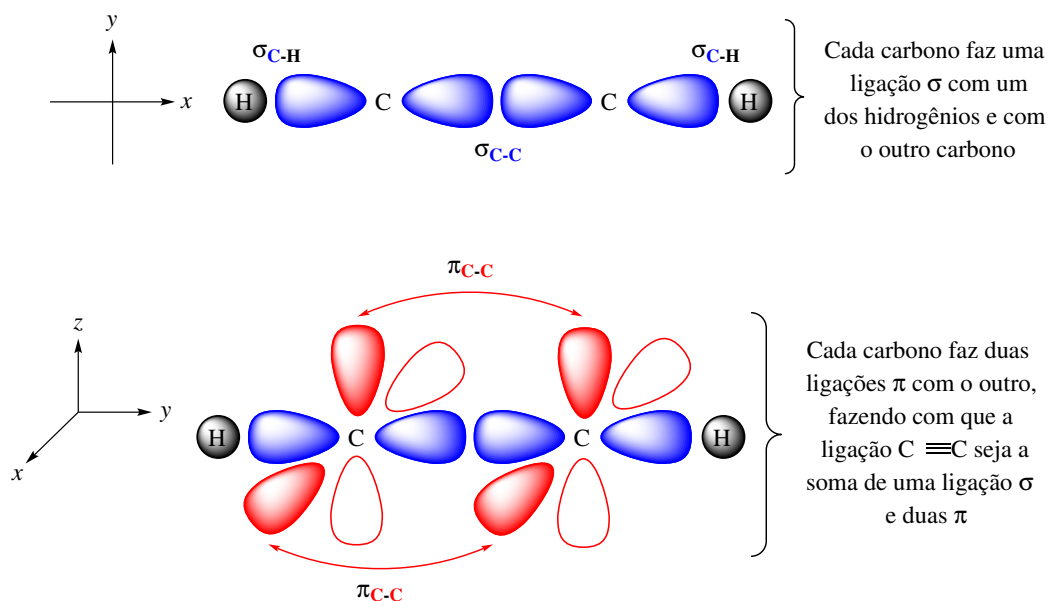 y
x
σC-H
σC-H
H
C
C
H
σC-C
Cada carbono faz uma
ligação σ com um
dos hidrogênios e com
o outro carbono
πC-C
z
y
x
H
C
C
H
πC-C
Cada carbono faz duas
ligações π com o outro,
fazendo com que a
ligação C ≡C seja a
soma de uma ligação σ
e duas π